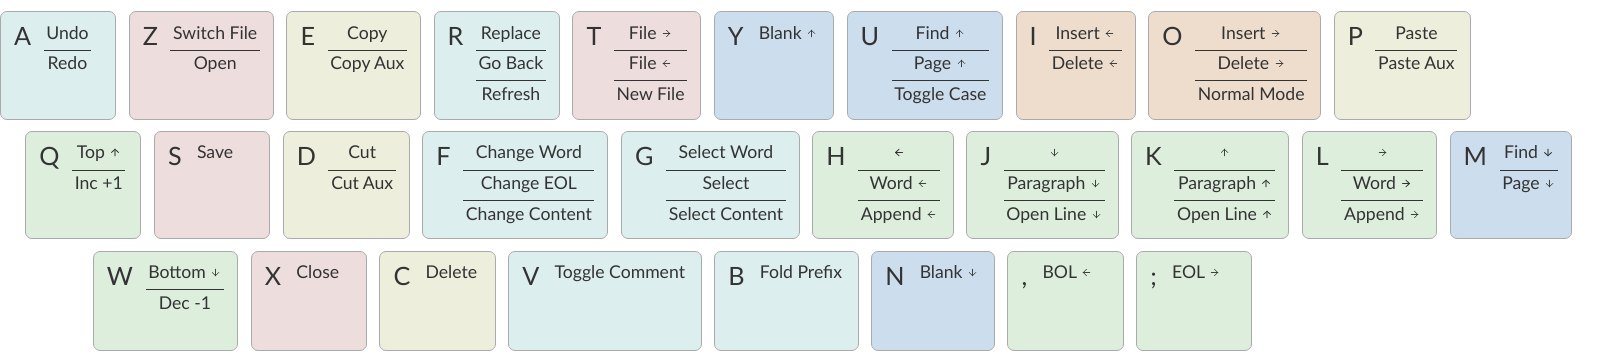 A Undo Z Switch File E Copy R Replace T File → Y Blank ↑ U Find ↑ I Insert ← O Insert → P Paste
Redo Open Copy Aux Go Back File ← Page ↑ Delete ← Delete → Paste Aux
Refresh New File Toggle Case Normal Mode
Q Top ↑ S Save D Cut F Change Word G Select Word H ← J ↓ K ↑ L → M Find ↓
Inc +1 Cut Aux Change EOL Select Word ← Paragraph ↓ Paragraph ↑ Word → Page ↓
Change Content Select Content Append ← Open Line ↓ Open Line ↑ Append →
W Bottom ↓ X Close C Delete V Toggle Comment B Fold Prefix N Blank ↓ , BOL ← ; EOL →
Dec -1